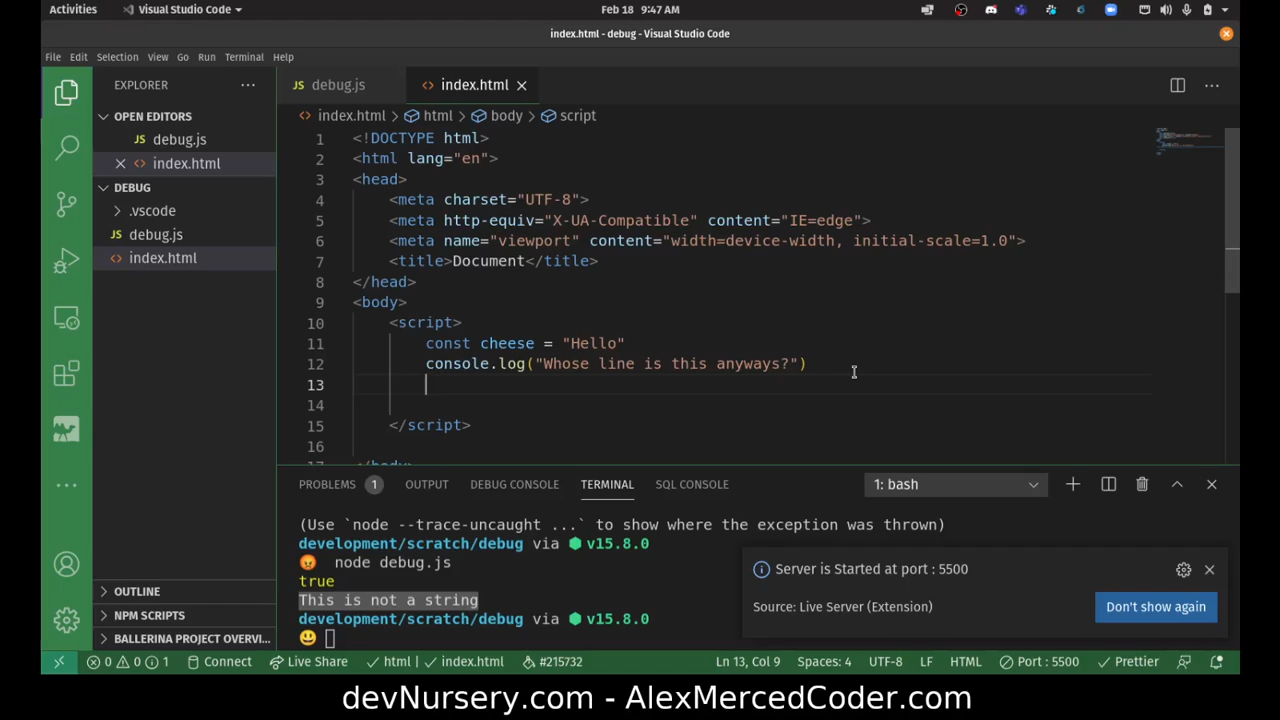 Activities
Visual Studio Code
Feb 18 9:47 AM
index.html - debug - Visual Studio Code
File Edit Selection View Go Run Terminal Help
EXPLORER
OPEN EDITORS
debug.js
index.html
DEBUG
.vscode
debug.js
index.html
OUTLINE
NPM SCRIPTS
BALLERINA PROJECT OVERVI...
JS debug.js
index.html
index.html > html > body > script
1 <!DOCTYPE html>
2 <html lang="en">
3 <head>
4 <meta charset="UTF-8">
5 <meta http-equiv="X-UA-Compatible" content="IE=edge">
6 <meta name="viewport" content="width=device-width, initial-scale=1.0">
7 <title>Document</title>
8 </head>
9 <body>
10 <script>
11 const cheese = "Hello"
12 console.log("Whose line is this anyways?")
13
14
15 </script>
16
17 </body>
PROBLEMS 1 OUTPUT DEBUG CONSOLE TERMINAL SQL CONSOLE 1: bash
(Use `node --trace-uncaught ...` to show where the exception was thrown)
development/scratch/debug via v15.8.0
node debug.js
true
This is not a string
development/scratch/debug via v15.8.0
Server is Started at port : 5500
Source: Live Server (Extension)
Don't show again
0 0 1 Connect Live Share html index.html #215732 Ln 13, Col 9 Spaces: 4 UTF-8 LF HTML Port : 5500 Prettier
devNursery.com - AlexMercedCoder.com